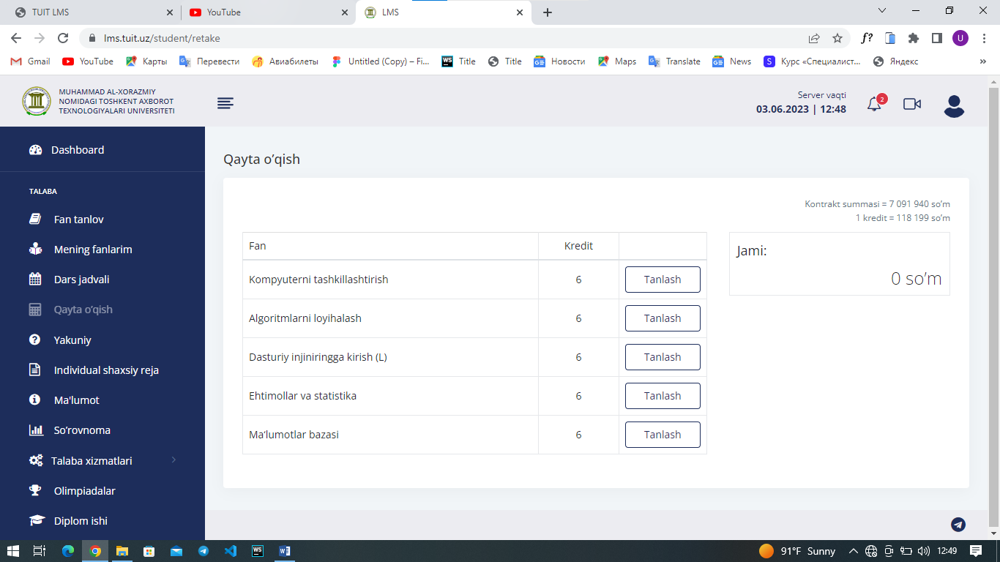 TUIT LMS
YouTube
LMS
lms.tuit.uz/student/retake
f?
U
Gmail
YouTube
Карты
Перевести
Авиабилеты
Untitled (Copy) – Fi...
WS Title
Title
Новости
Maps
Translate
News
S Курс «Специалист...
Яндекс
»
MUHAMMAD AL-XORAZMIY
NOMIDAGI TOSHKENT AXBOROT
TEXNOLOGIYALARI UNIVERSITETI
Server vaqti
03.06.2023 | 12:48
2
Dashboard
TALABA
Fan tanlov
Mening fanlarim
Dars jadvali
Qayta o‘qish
Yakuniy
Individual shaxsiy reja
Ma'lumot
So‘rovnoma
Talaba xizmatlari
Olimpiadalar
Diplom ishi
Qayta o‘qish
Kontrakt summasi = 7 091 940 so‘m
1 kredit = 118 199 so‘m
Fan Kredit
Kompyuterni tashkillashtirish 6 Tanlash
Algoritmlarni loyihalash 6 Tanlash
Dasturiy injiniringga kirish (L) 6 Tanlash
Ehtimollar va statistika 6 Tanlash
Ma‘lumotlar bazasi 6 Tanlash
Jami:
0 so‘m
WS
91°F Sunny
12:49